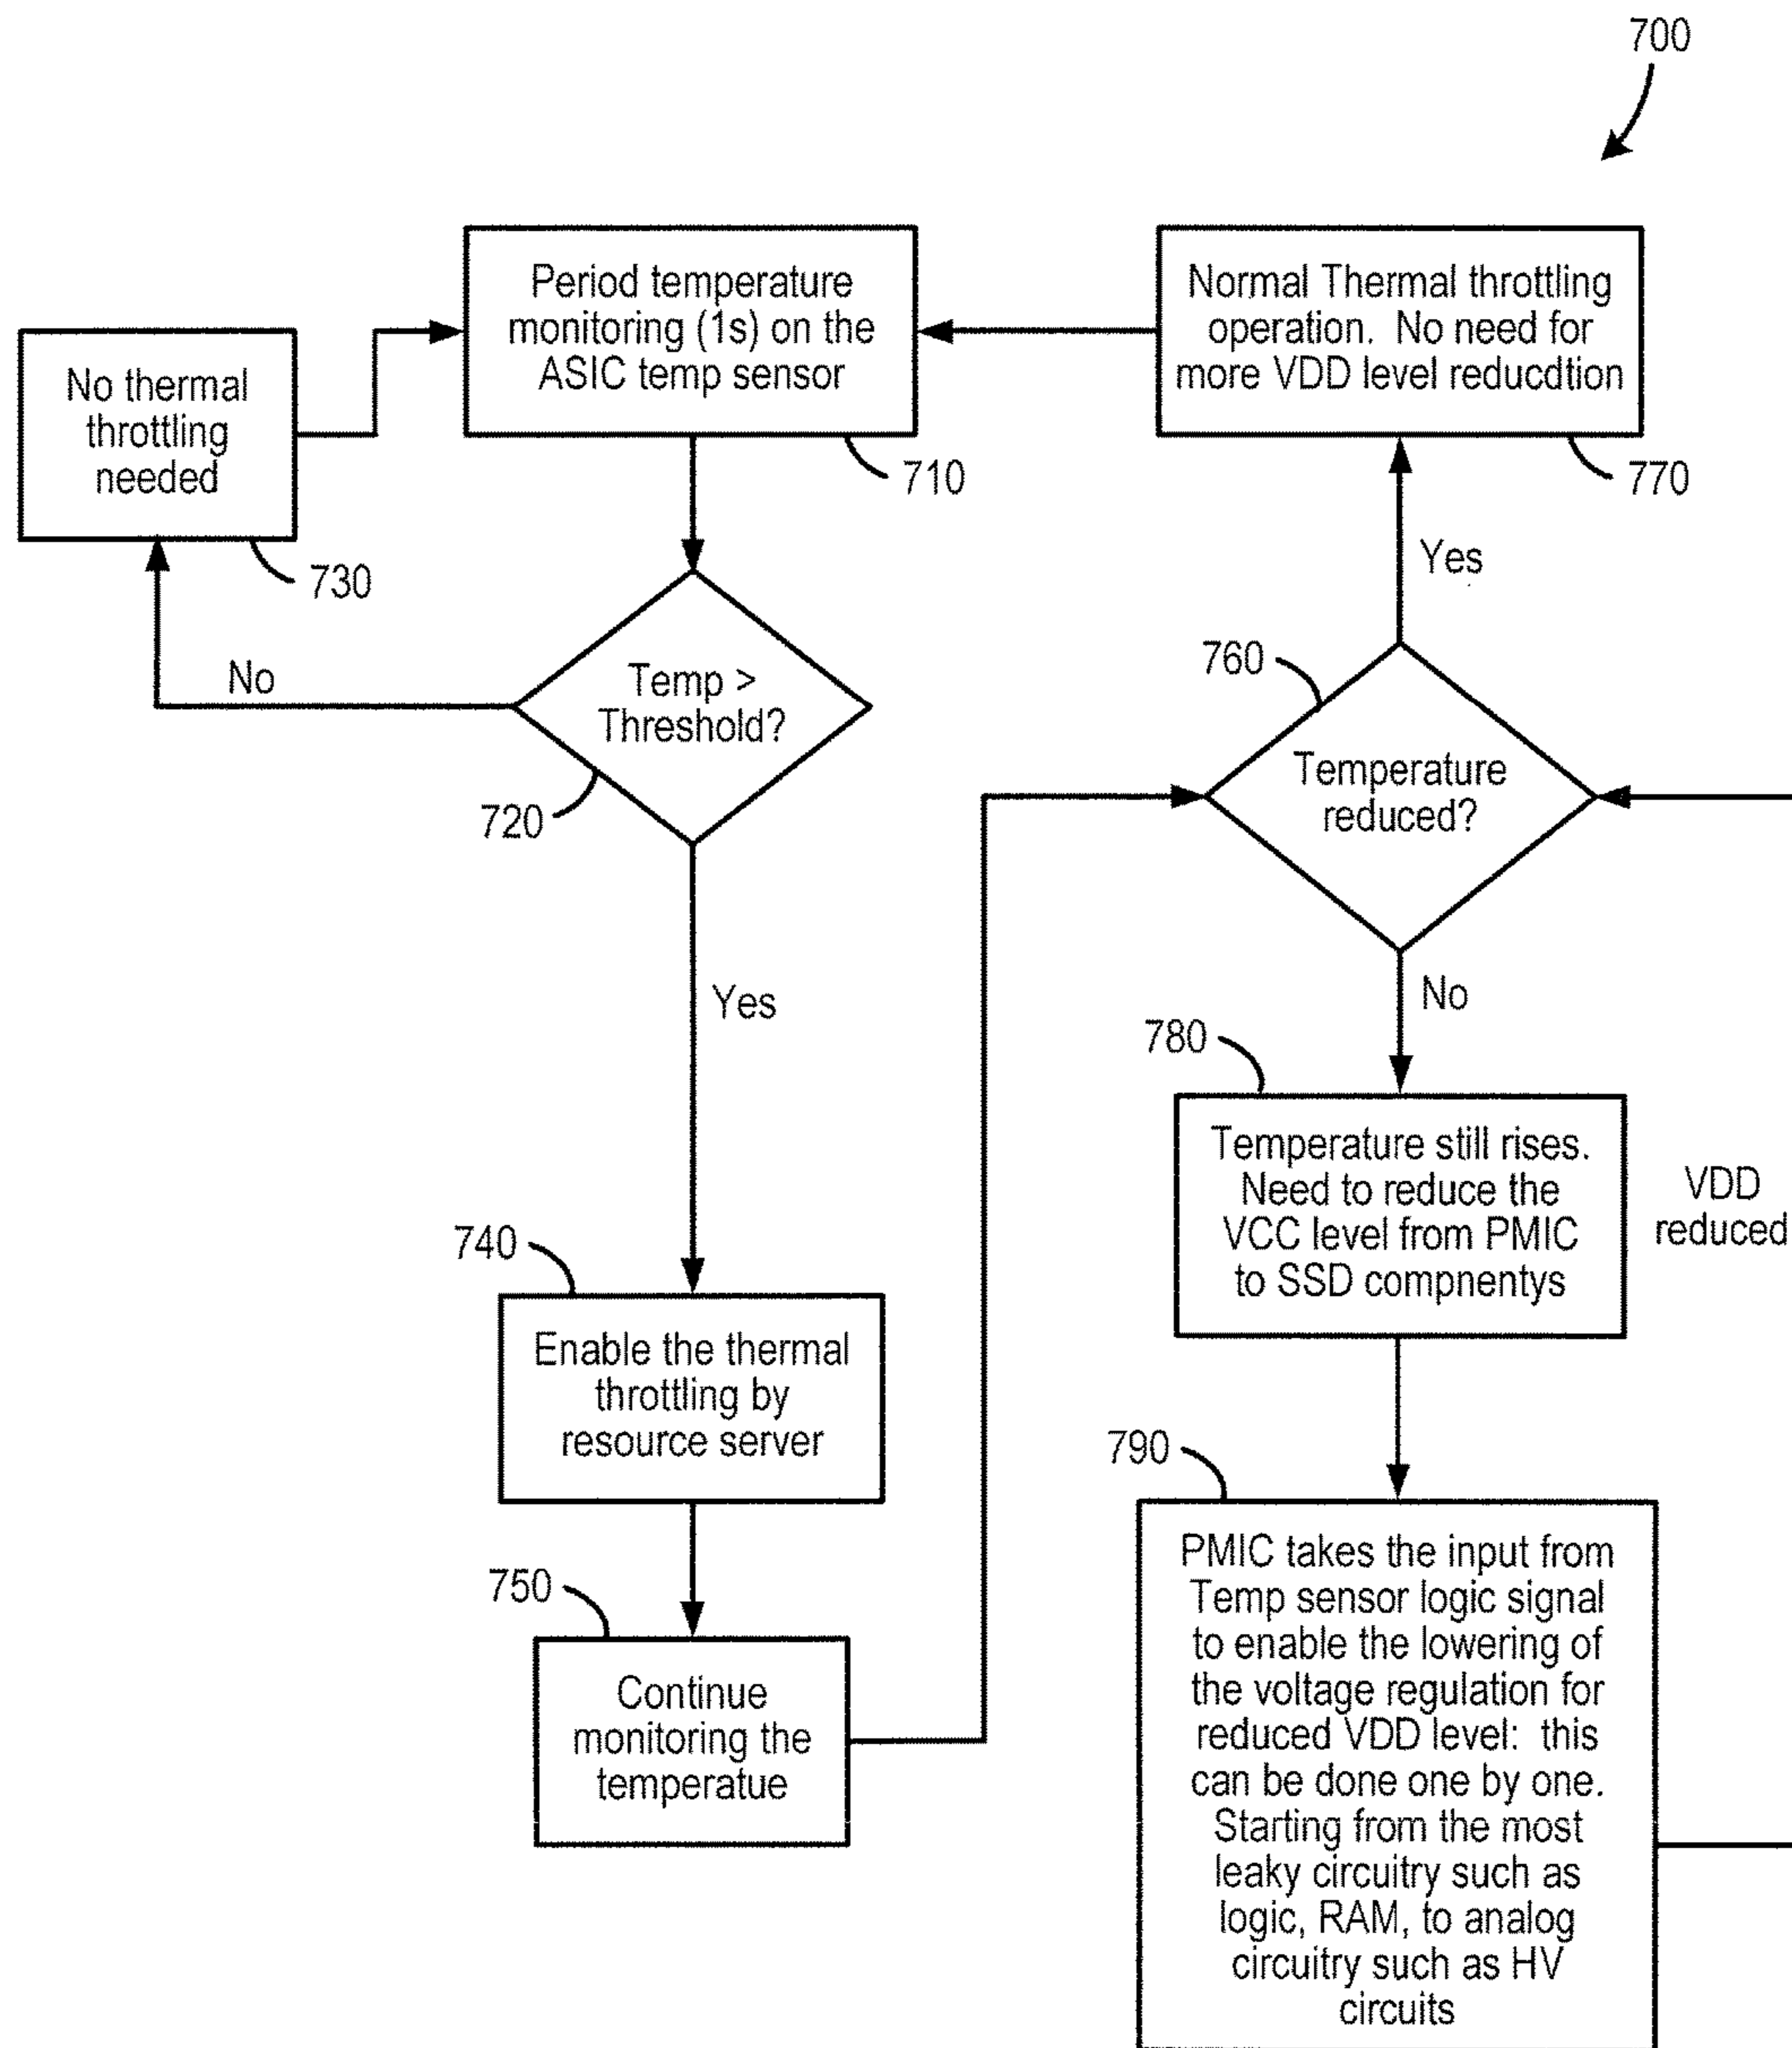 700
Period temperature
monitoring (1s) on the
ASIC temp sensor
710
Normal Thermal throttling
operation. No need for
more VDD level reducdtion
770
No thermal
throttling
needed
730
No
Temp >
Threshold?
720
Yes
Yes
760
Temperature
reduced?
No
780
Temperature still rises.
Need to reduce the
VCC level from PMIC
to SSD compnentys
VDD
reduced
740
Enable the thermal
throttling by
resource server
750
Continue
monitoring the
temperatue
790
PMIC takes the input from
Temp sensor logic signal
to enable the lowering of
the voltage regulation for
reduced VDD level: this
can be done one by one.
Starting from the most
leaky circuitry such as
logic, RAM, to analog
circuitry such as HV
circuits